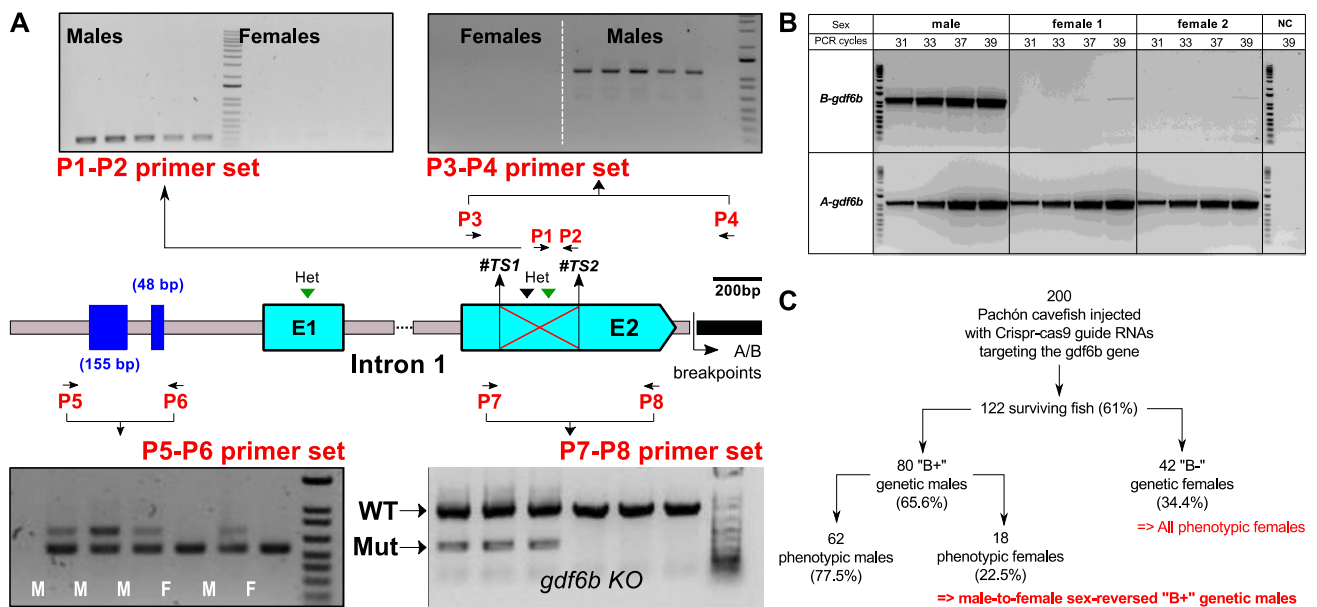 A
Males
Females
P1-P2 primer set
Females
Males
P3-P4 primer set
P3
P4
P1
P2
#TS1
Het
#TS2
200bp
(48 bp)
Het
E1
E2
(155 bp)
Intron 1
A/B
breakpoints
P5
P6
P7
P8
P5-P6 primer set
P7-P8 primer set
M M M F M F
WT
Mut
gdf6b KO
B
Sex male female 1 female 2 NC
PCR cycles 31 33 37 39 31 33 37 39 31 33 37 39 39
B-gdf6b
A-gdf6b
C
200
Pachón cavefish injected
with Crispr-cas9 guide RNAs
targeting the gdf6b gene
122 surviving fish (61%)
80 "B+"
genetic males
(65.6%)
42 "B-"
genetic females
(34.4%)
=> All phenotypic females
62
phenotypic males
(77.5%)
18
phenotypic females
(22.5%)
=> male-to-female sex-reversed "B+" genetic males